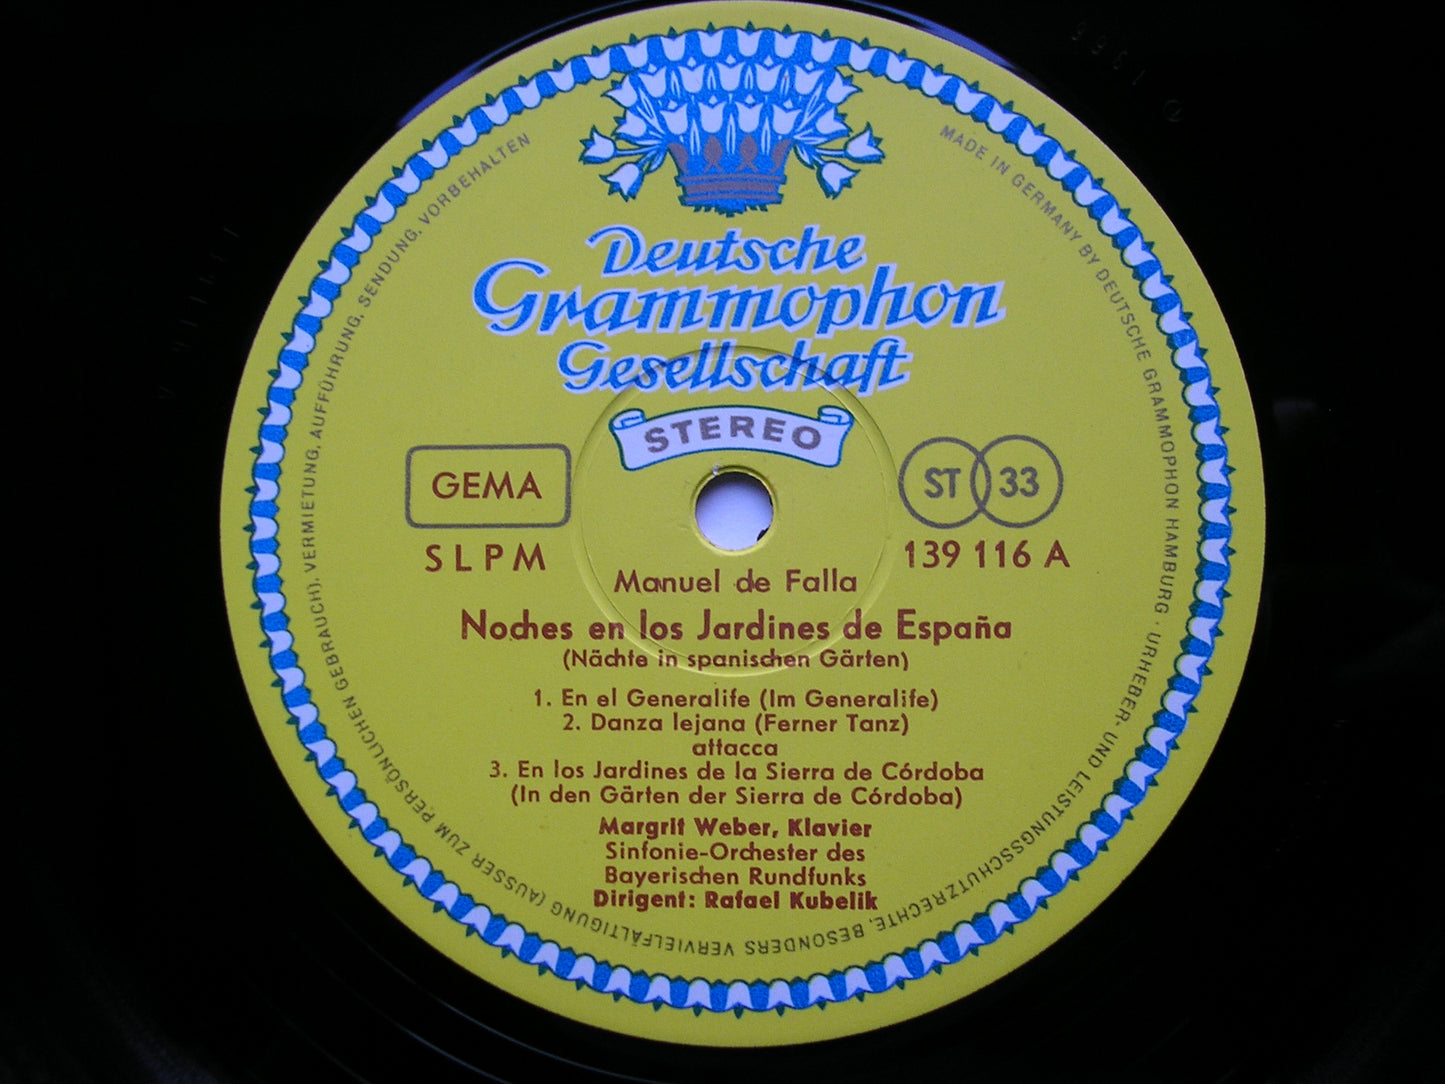 Deutsche
Grammophon
Gesellschaft
STEREO
GEMA
ST 33
SLPM
139 116 A
Manuel de Falla
Noches en los Jardines de España
(Nächte in spanischen Gärten)
1. En el Generalife (Im Generalife)
2. Danza lejana (Ferner Tanz)
attacca
3. En los Jardines de la Sierra de Córdoba
(In den Gärten der Sierra de Córdoba)
Margrit Weber, Klavier
Sinfonie-Orchester des
Bayerischen Rundfunks
Dirigent: Rafael Kubelik
MADE IN GERMANY BY DEUTSCHE GRAMMOPHON HAMBURG · URHEBER- UND LEISTUNGSSCHUTZRECHTE, BESONDERS VERVIELFÄLTIGUNG (AUSSER ZUM PERSÖNLICHEN GEBRAUCH), VERMIETUNG, AUFFÜHRUNG, SENDUNG, VORBEHALTEN